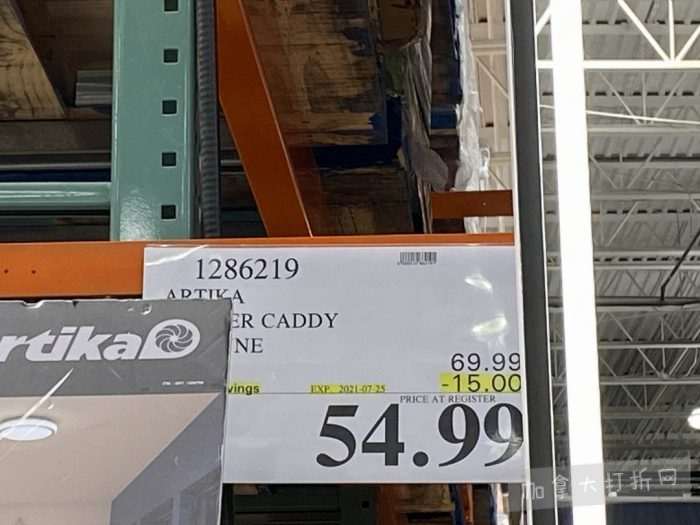 1286219
ARTIKA
ER CADDY
NE
69.99
vings EXP. 2021-07-25 -15.00
PRICE AT REGISTER
54.99
rtika
加拿大打折网